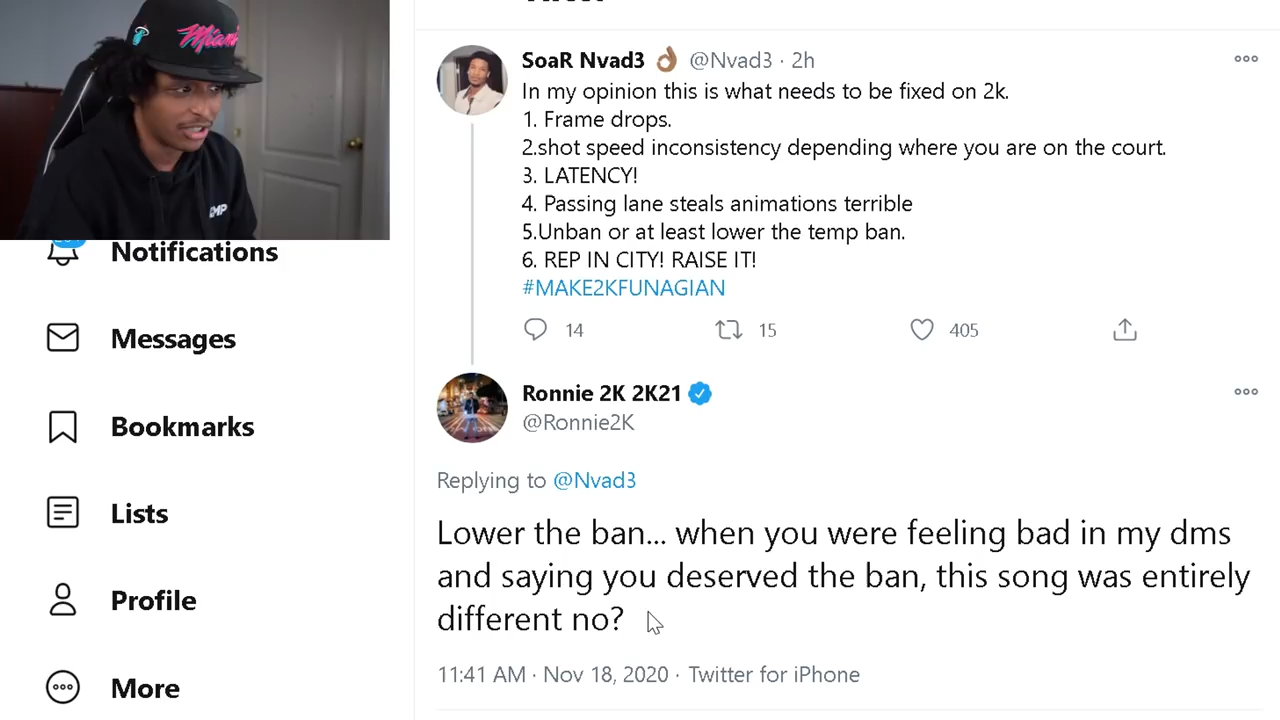 Miami
SoaR Nvad3 👌🏾 @Nvad3 · 2h
In my opinion this is what needs to be fixed on 2k.
1. Frame drops.
2.shot speed inconsistency depending where you are on the court.
3. LATENCY!
4. Passing lane steals animations terrible
5.Unban or at least lower the temp ban.
6. REP IN CITY! RAISE IT!
#MAKE2KFUNAGIAN
14 15 405
Notifications
Messages
Bookmarks
Lists
Profile
More
Ronnie 2K 2K21
@Ronnie2K
Replying to @Nvad3
Lower the ban... when you were feeling bad in my dms
and saying you deserved the ban, this song was entirely
different no?
11:41 AM · Nov 18, 2020 · Twitter for iPhone